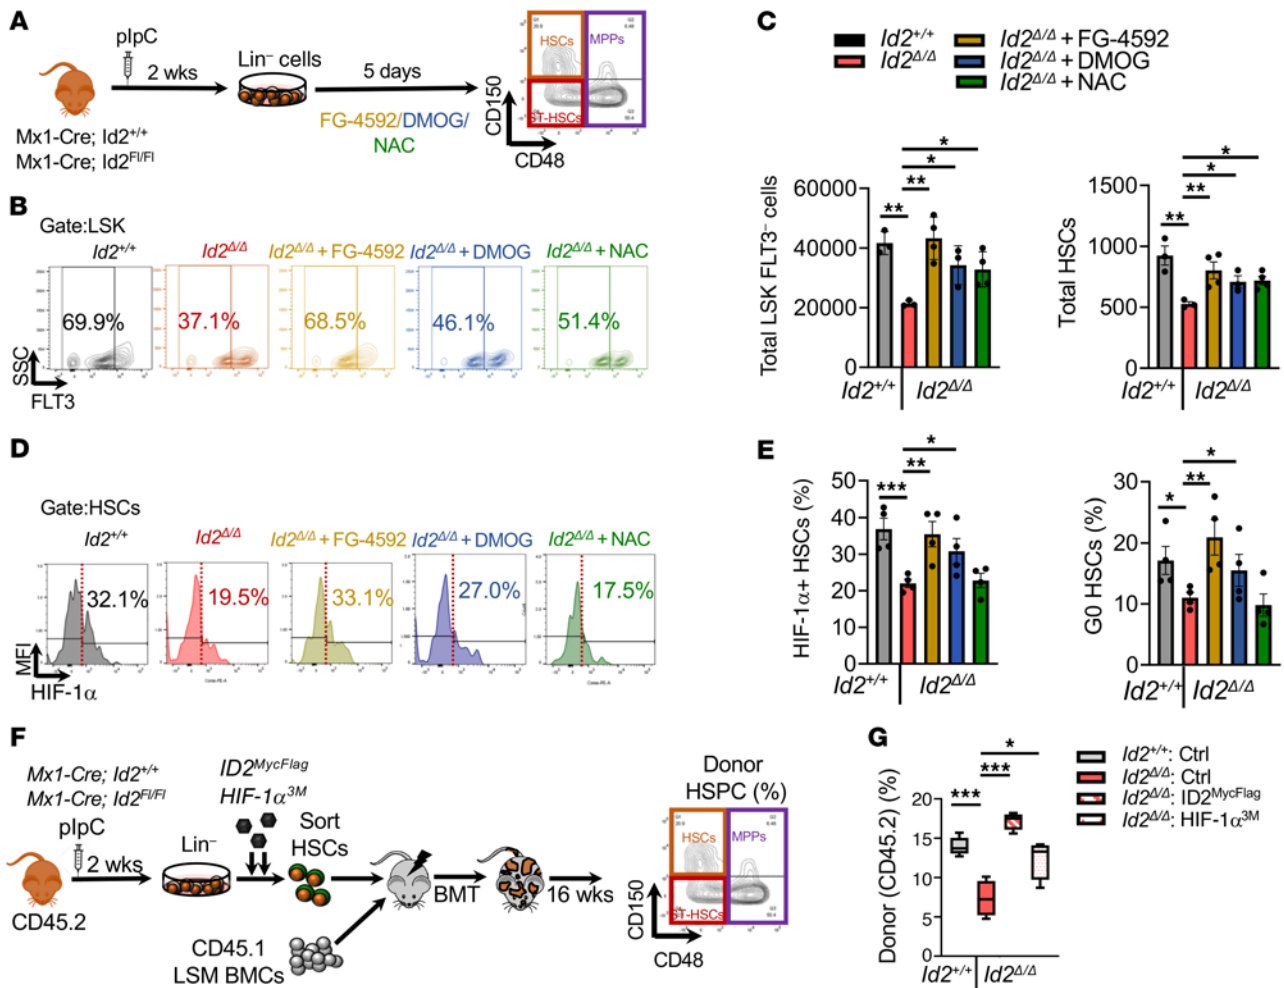 A
pIpC
2 wks
Lin⁻ cells
5 days
FG-4592/DMOG/
NAC
Mx1-Cre; Id2+/+
Mx1-Cre; Id2Fl/Fl
HSCs
MPPs
ST-HSCs
CD150
CD48
B
Gate:LSK
Id2+/+
Id2Δ/Δ
Id2Δ/Δ + FG-4592
Id2Δ/Δ + DMOG
Id2Δ/Δ + NAC
69.9%
37.1%
68.5%
46.1%
51.4%
SSC
FLT3
C
Id2+/+
Id2Δ/Δ
Id2Δ/Δ + FG-4592
Id2Δ/Δ + DMOG
Id2Δ/Δ + NAC
Total LSK FLT3⁻ cells
60000
40000
20000
0
**
**
*
*
Id2+/+
Id2Δ/Δ
Total HSCs
1500
1000
500
0
**
**
*
*
Id2+/+
Id2Δ/Δ
D
Gate:HSCs
Id2+/+
Id2Δ/Δ
Id2Δ/Δ + FG-4592
Id2Δ/Δ + DMOG
Id2Δ/Δ + NAC
32.1%
19.5%
33.1%
27.0%
17.5%
MFI
HIF-1α
E
HIF-1α+ HSCs (%)
50
40
30
20
10
0
***
**
*
Id2+/+
Id2Δ/Δ
G0 HSCs (%)
30
20
10
0
*
**
*
Id2+/+
Id2Δ/Δ
F
Mx1-Cre; Id2+/+
Mx1-Cre; Id2Fl/Fl
pIpC
2 wks
CD45.2
ID2MycFlag
HIF-1α3M
Lin⁻
Sort
HSCs
CD45.1
LSM BMCs
BMT
16 wks
Donor
HSPC (%)
HSCs
MPPs
ST-HSCs
CD150
CD48
G
Donor (CD45.2) (%)
20
15
10
5
0
***
***
*
Id2+/+
Id2Δ/Δ
Id2+/+: Ctrl
Id2Δ/Δ: Ctrl
Id2Δ/Δ: ID2MycFlag
Id2Δ/Δ: HIF-1α3M